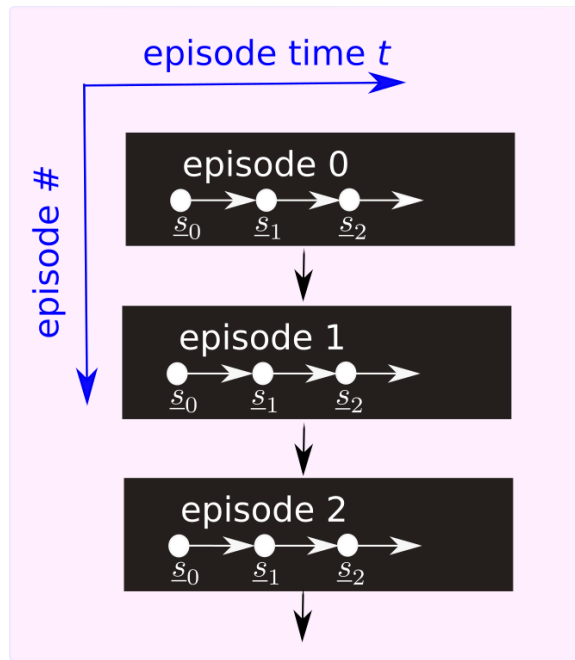 episode time t
episode #
episode 0
s₀ s₁ s₂
episode 1
s₀ s₁ s₂
episode 2
s₀ s₁ s₂